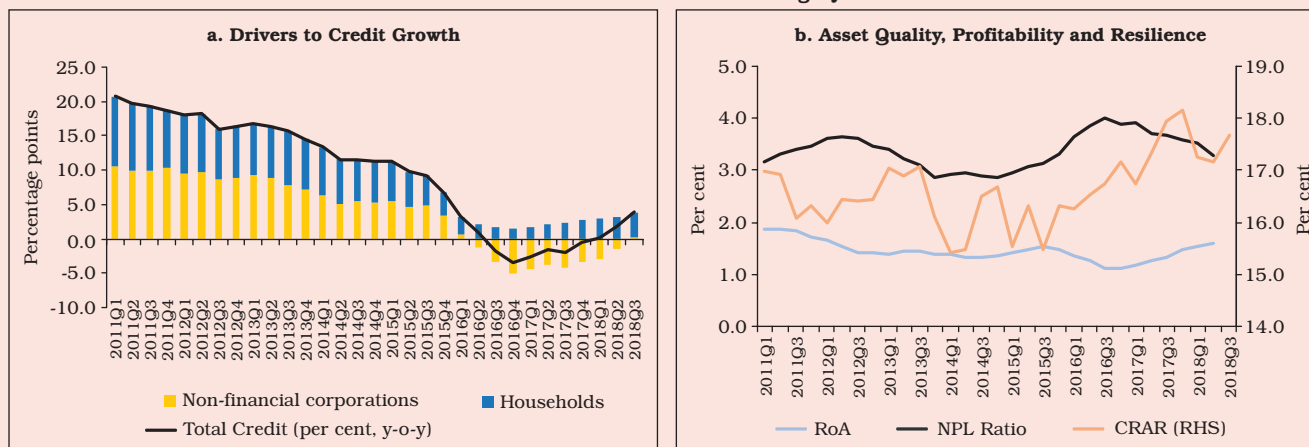 a. Drivers to Credit Growth
Percentage points
25.0
20.0
15.0
10.0
5.0
0.0
-5.0
-10.0
2011Q1
2011Q2
2011Q3
2011Q4
2012Q1
2012Q2
2012Q3
2012Q4
2013Q1
2013Q2
2013Q3
2013Q4
2014Q1
2014Q2
2014Q3
2014Q4
2015Q1
2015Q2
2015Q3
2015Q4
2016Q1
2016Q2
2016Q3
2016Q4
2017Q1
2017Q2
2017Q3
2017Q4
2018Q1
2018Q2
2018Q3
Non-financial corporations
Households
Total Credit (per cent, y-o-y)
b. Asset Quality, Profitability and Resilience
Per cent
5.0
4.0
3.0
2.0
1.0
0.0
19.0
18.0
17.0
16.0
15.0
14.0
Per cent
2011Q1
2011Q3
2012Q1
2012Q3
2013Q1
2013Q3
2014Q1
2014Q3
2015Q1
2015Q3
2016Q1
2016Q3
2017Q1
2017Q3
2018Q1
2018Q3
RoA
NPL Ratio
CRAR (RHS)